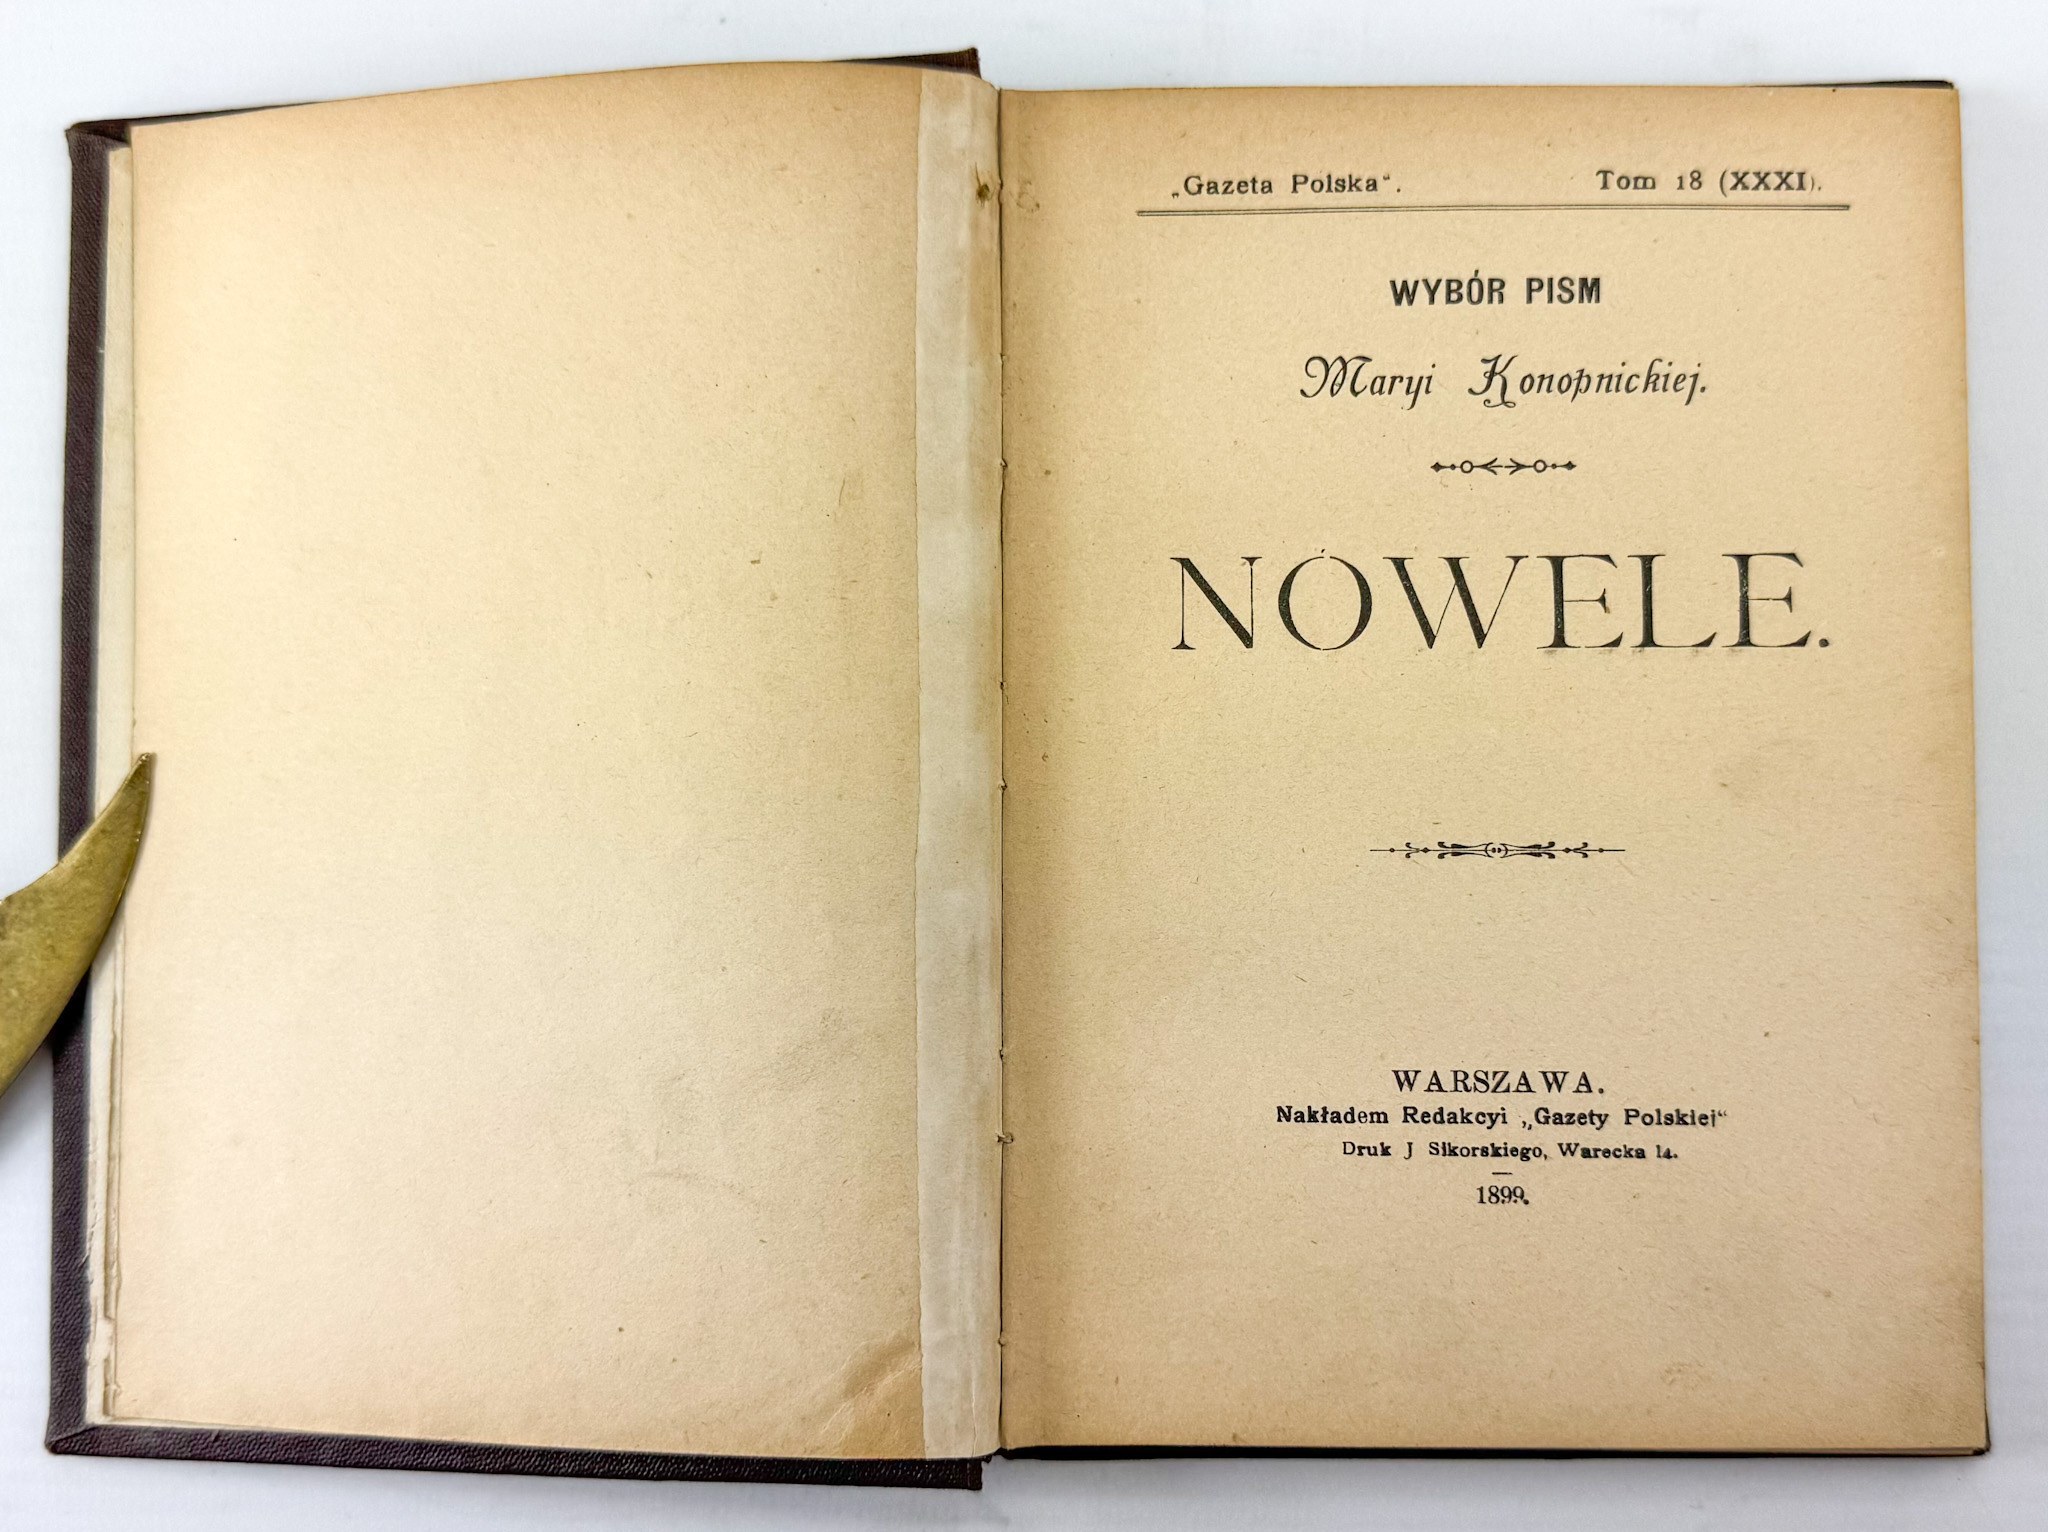 „Gazeta Polska“. Tom 18 (XXXI).
WYBÓR PISM
Maryi Konopnickiej.
NOWELE.
WARSZAWA.
Nakładem Redakcyi „Gazety Polskiej“
Druk J Sikorskiego, Warecka 14.
1899.